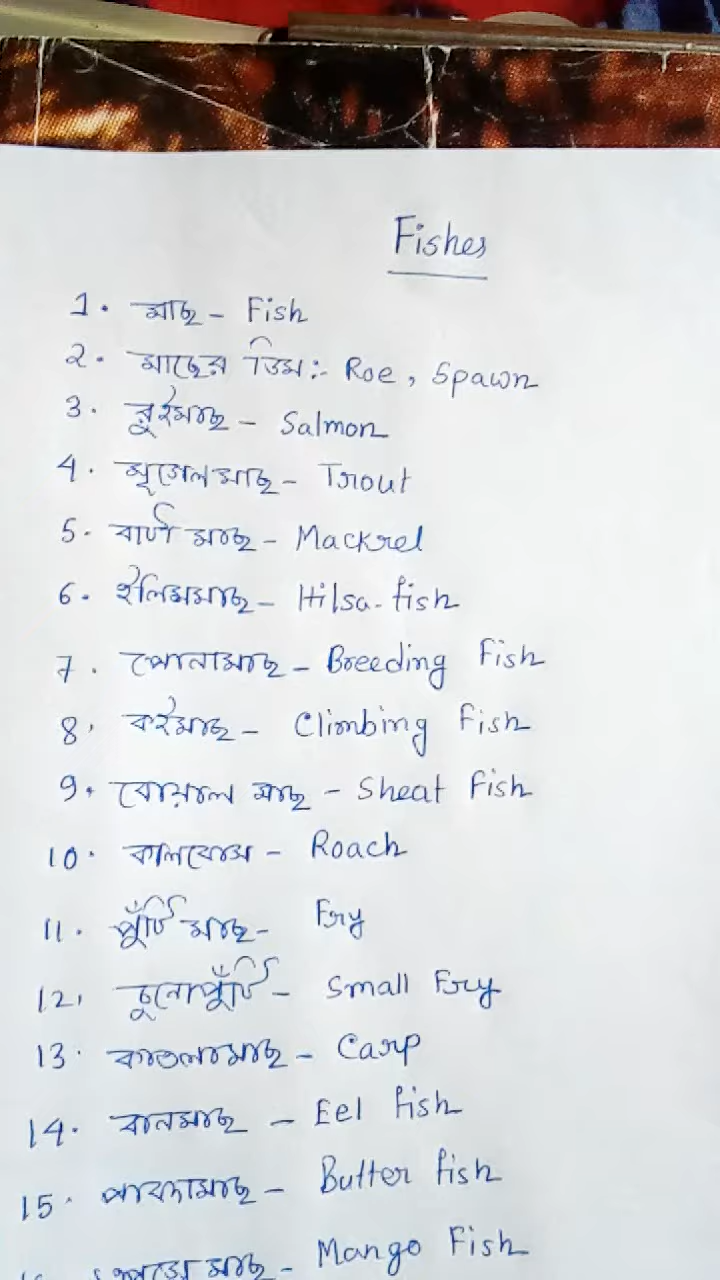 Fishes
1. মাছ - Fish
2. মাছের ডিম :- Roe, Spawn
3. রুইমাছ - Salmon
4. মৃগেলমাছ - Trout
5. বাটা মাছ - Mackrel
6. ইলিশমাছ - Hilsa-fish
7. পোনামাছ - Breeding Fish
8. কইমাছ - Climbing Fish
9. বোয়াল মাছ - Sheat Fish
10. কালবোস - Roach
11. পুঁটি মাছ - Fry
12. চুনোপুঁটি - Small Fry
13. কাতলামাছ - Carp
14. বানমাছ - Eel fish
15. পাবদামাছ - Butter fish
মাছ - Mango Fish